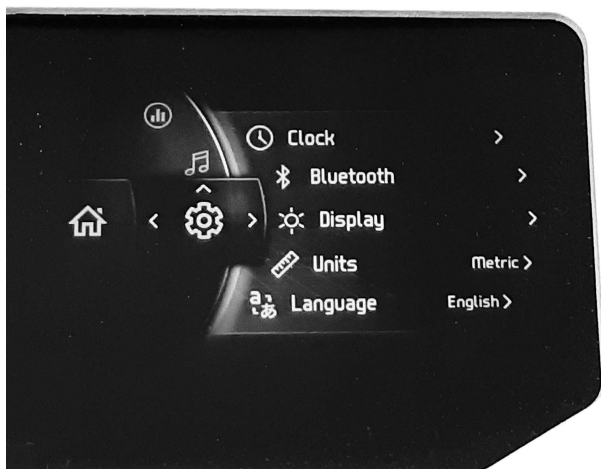 Clock
Bluetooth
Display
Units Metric
Language English